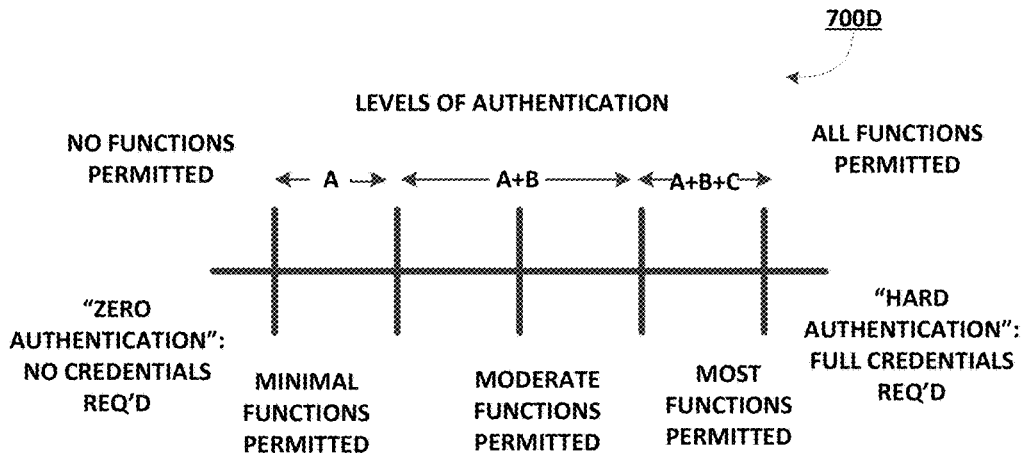 700D
LEVELS OF AUTHENTICATION
NO FUNCTIONS
PERMITTED
ALL FUNCTIONS
PERMITTED
A
A+B
A+B+C
"ZERO
AUTHENTICATION":
NO CREDENTIALS
REQ'D
MINIMAL
FUNCTIONS
PERMITTED
MODERATE
FUNCTIONS
PERMITTED
MOST
FUNCTIONS
PERMITTED
"HARD
AUTHENTICATION":
FULL CREDENTIALS
REQ'D